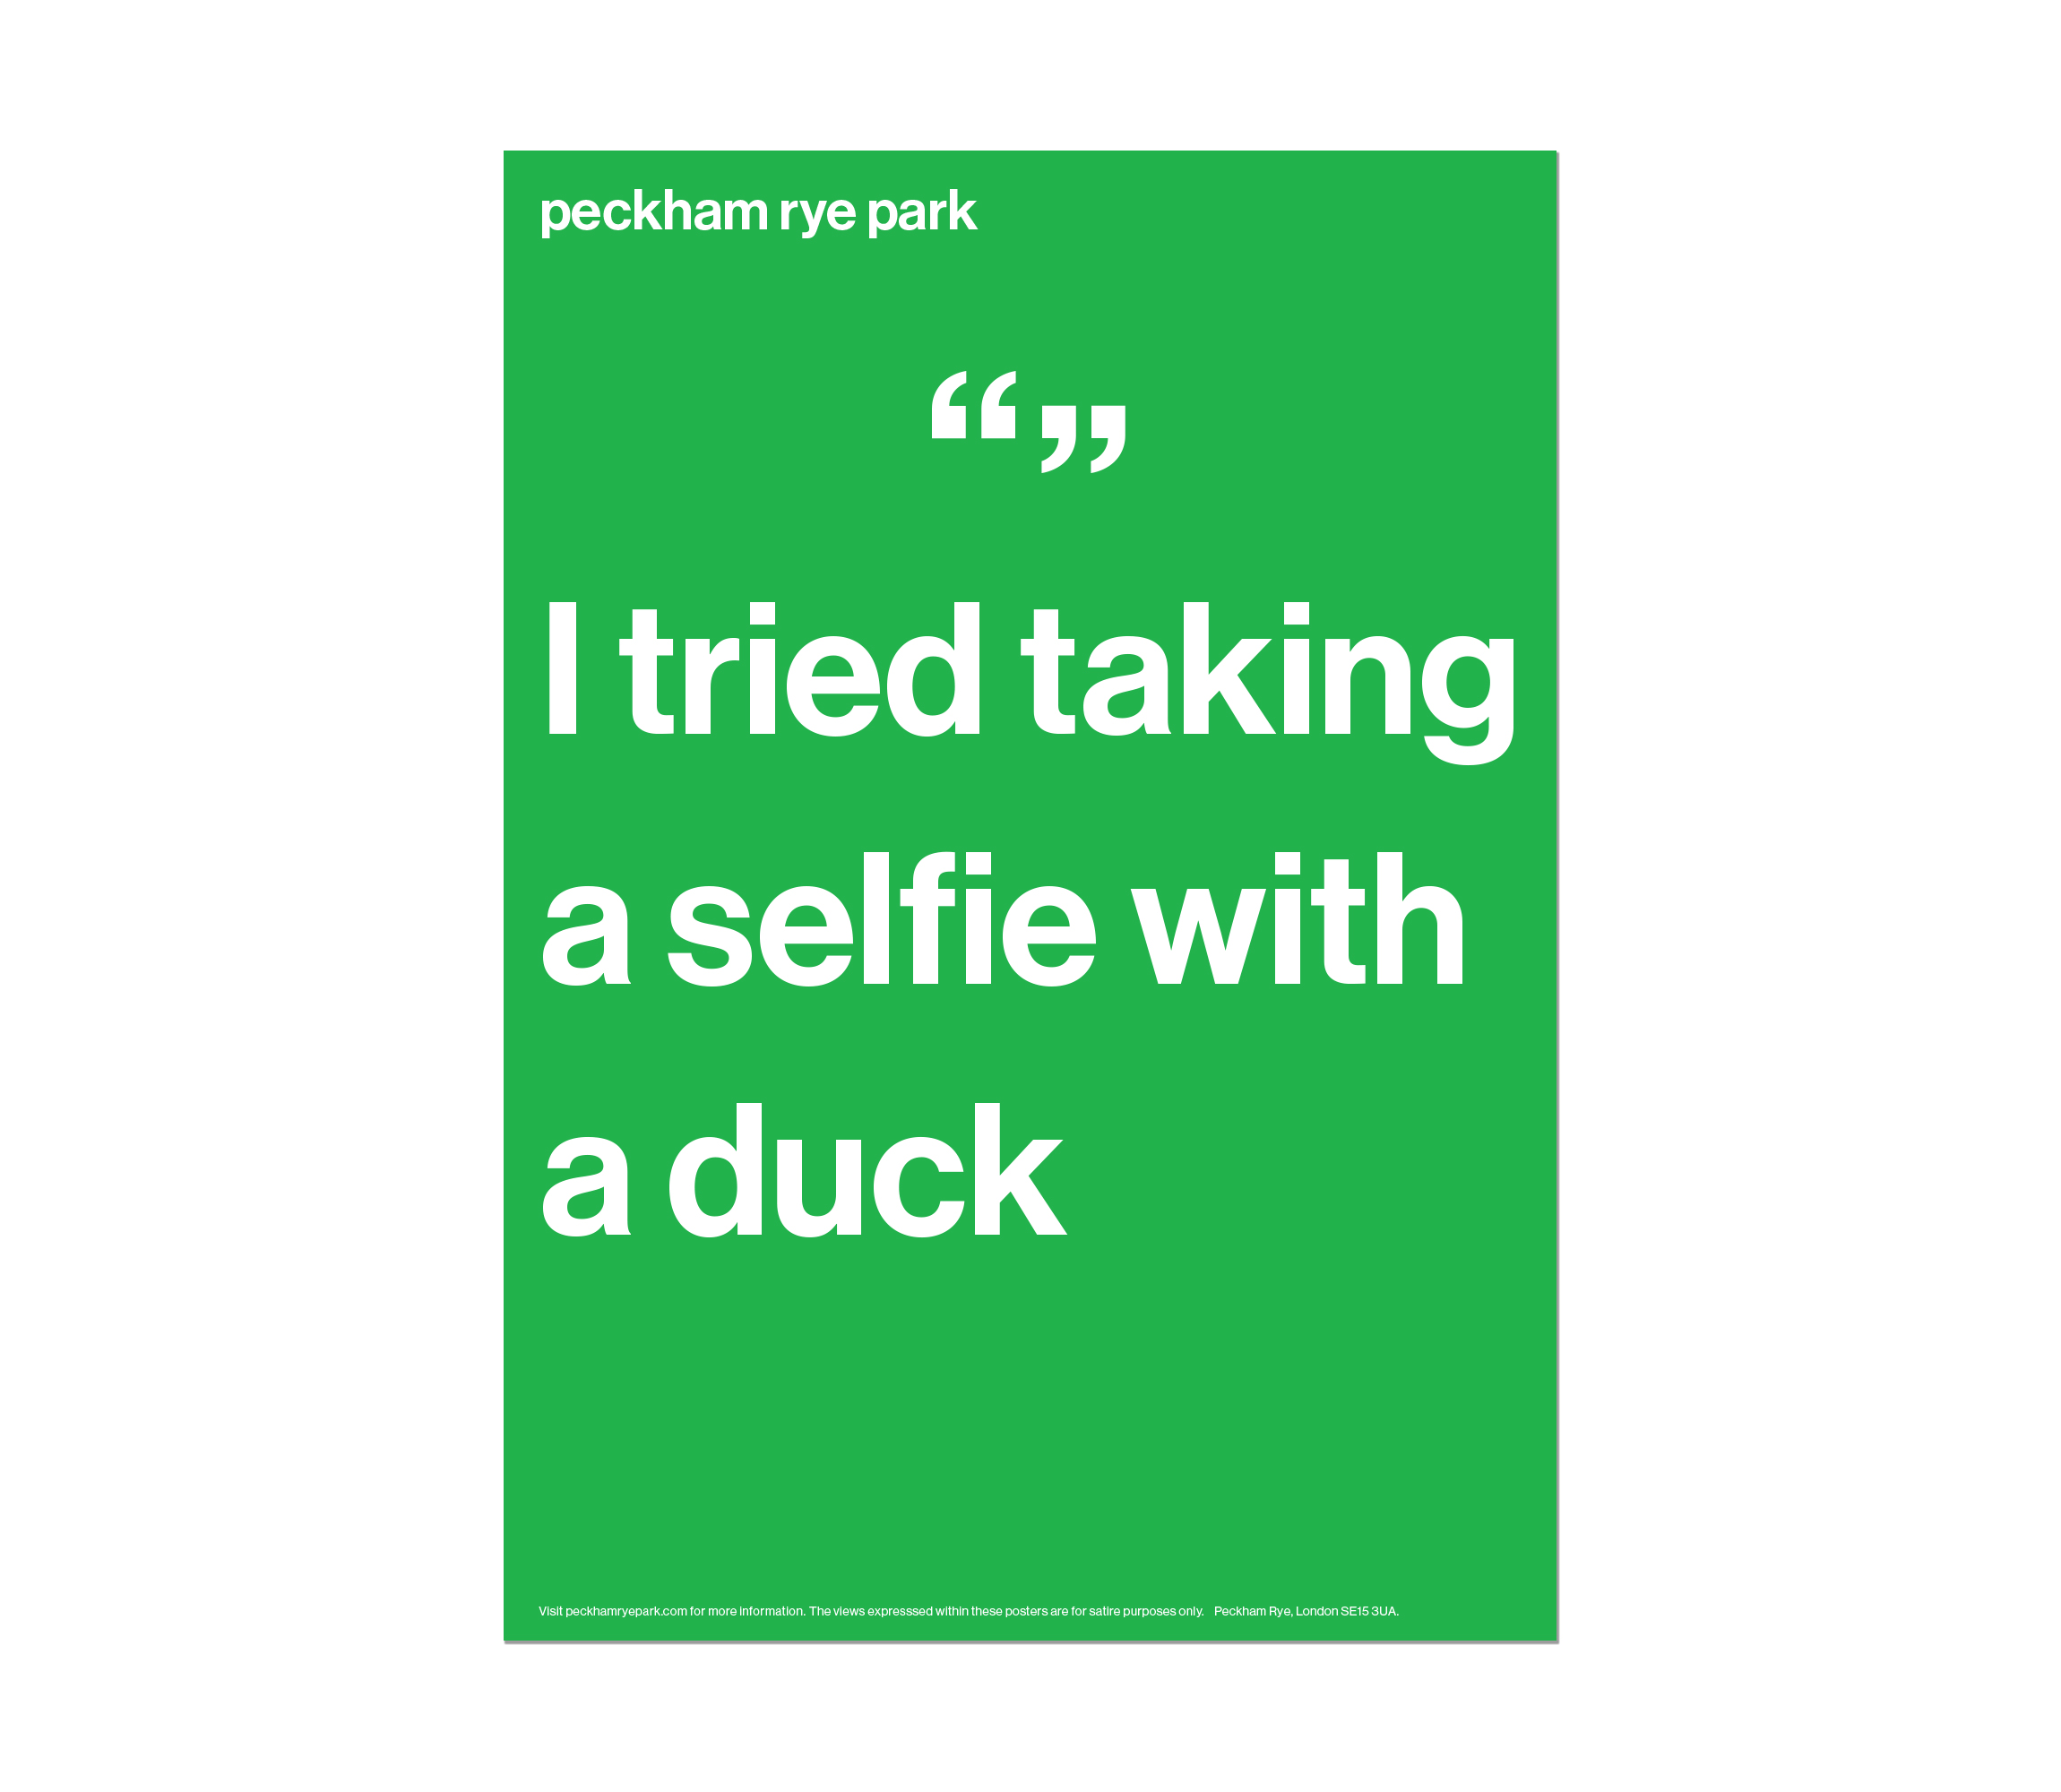 peckham rye park
“ ”
I tried taking
a selfie with
a duck
Visit peckhamryepark.com for more information. The views expresssed within these posters are for satire purposes only. Peckham Rye, London SE15 3UA.